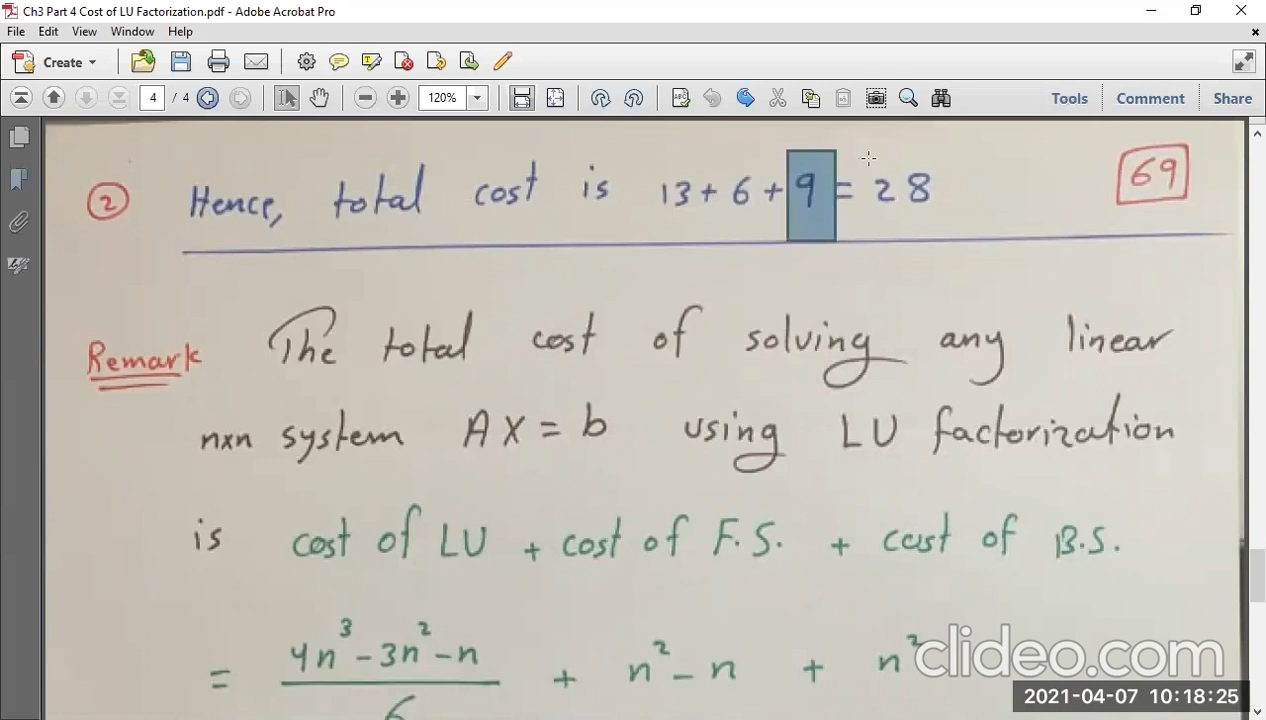 Ch3 Part 4 Cost of LU Factorization.pdf - Adobe Acrobat Pro
File Edit View Window Help
Create
4 / 4 120% Tools Comment Share
② Hence, total cost is 13 + 6 + 9 = 28 69
Remark The total cost of solving any linear
nxn system AX = b using LU factorization
is cost of LU + cost of F.S. + cost of B.S.
= 4n³ - 3n² - n / 6 + n² - n + n²
clideo.com
2021-04-07 10:18:25